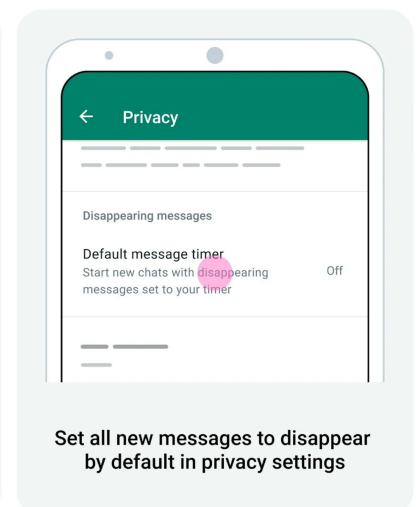 Privacy
Disappearing messages
Default message timer
Start new chats with disappearing
messages set to your timer
Off
Set all new messages to disappear
by default in privacy settings